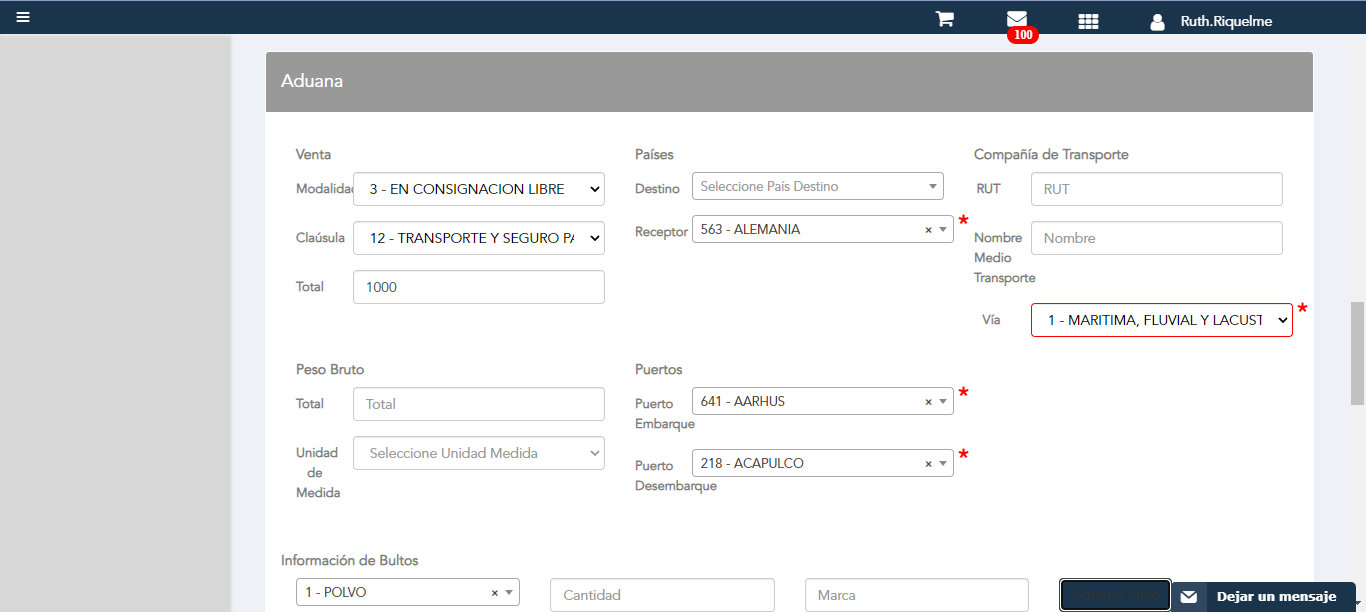 100
Ruth.Riquelme
Aduana
Venta
Modalidad
3 - EN CONSIGNACION LIBRE
Claúsula
12 - TRANSPORTE Y SEGURO PA
Total
1000
Países
Destino
Seleccione País Destino
Receptor
563 - ALEMANIA × *
Compañía de Transporte
RUT
RUT
Nombre
Medio
Transporte
Nombre
Vía
1 - MARITIMA, FLUVIAL Y LACUST *
Peso Bruto
Total
Total
Unidad
de
Medida
Seleccione Unidad Medida
Puertos
Puerto
Embarque
641 - AARHUS × *
Puerto
Desembarque
218 - ACAPULCO × *
Información de Bultos
1 - POLVO ×
Cantidad
Marca
Dejar un mensaje